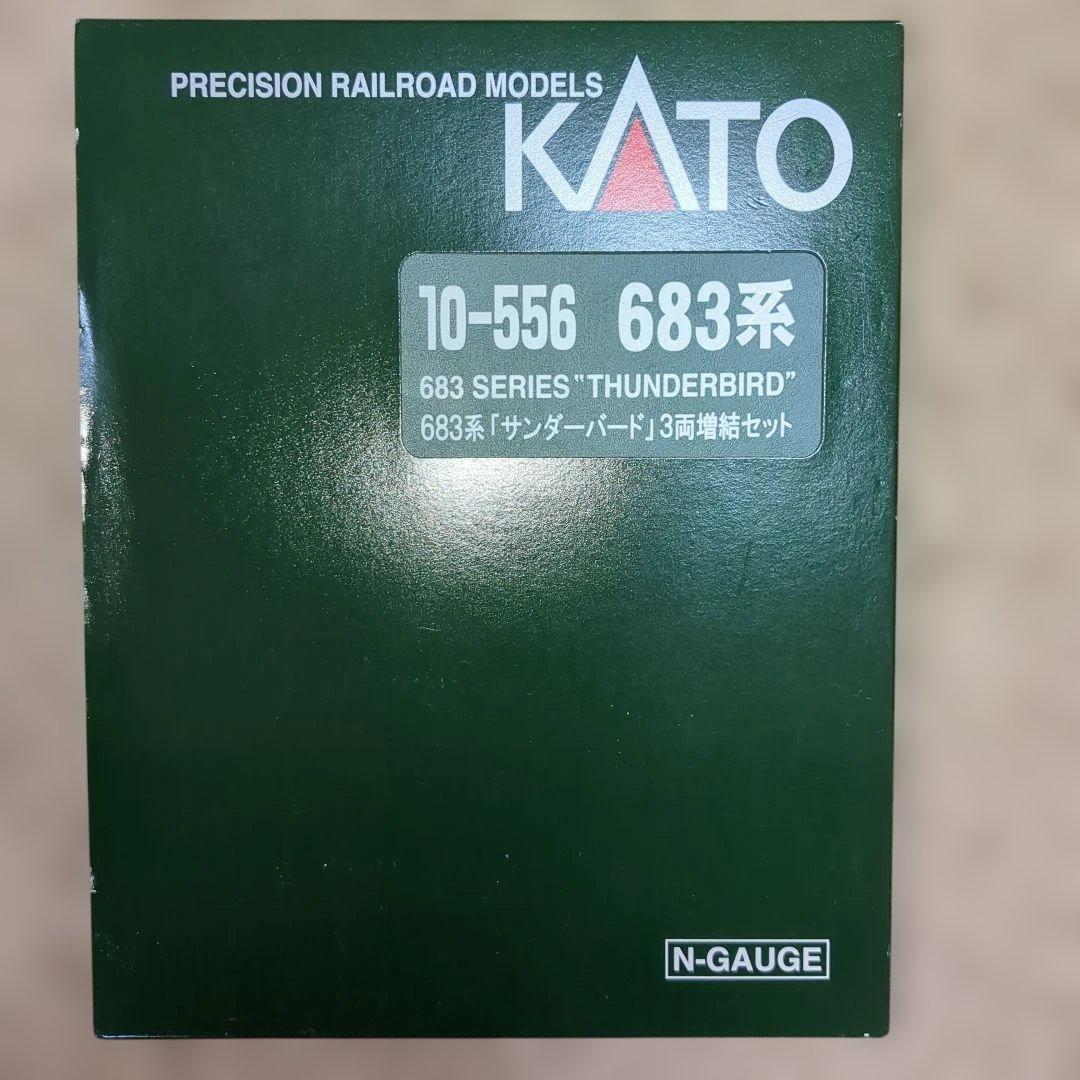 PRECISION RAILROAD MODELS
KATO
10-556 683系
683 SERIES "THUNDERBIRD"
683系「サンダーバード」3両増結セット
N-GAUGE